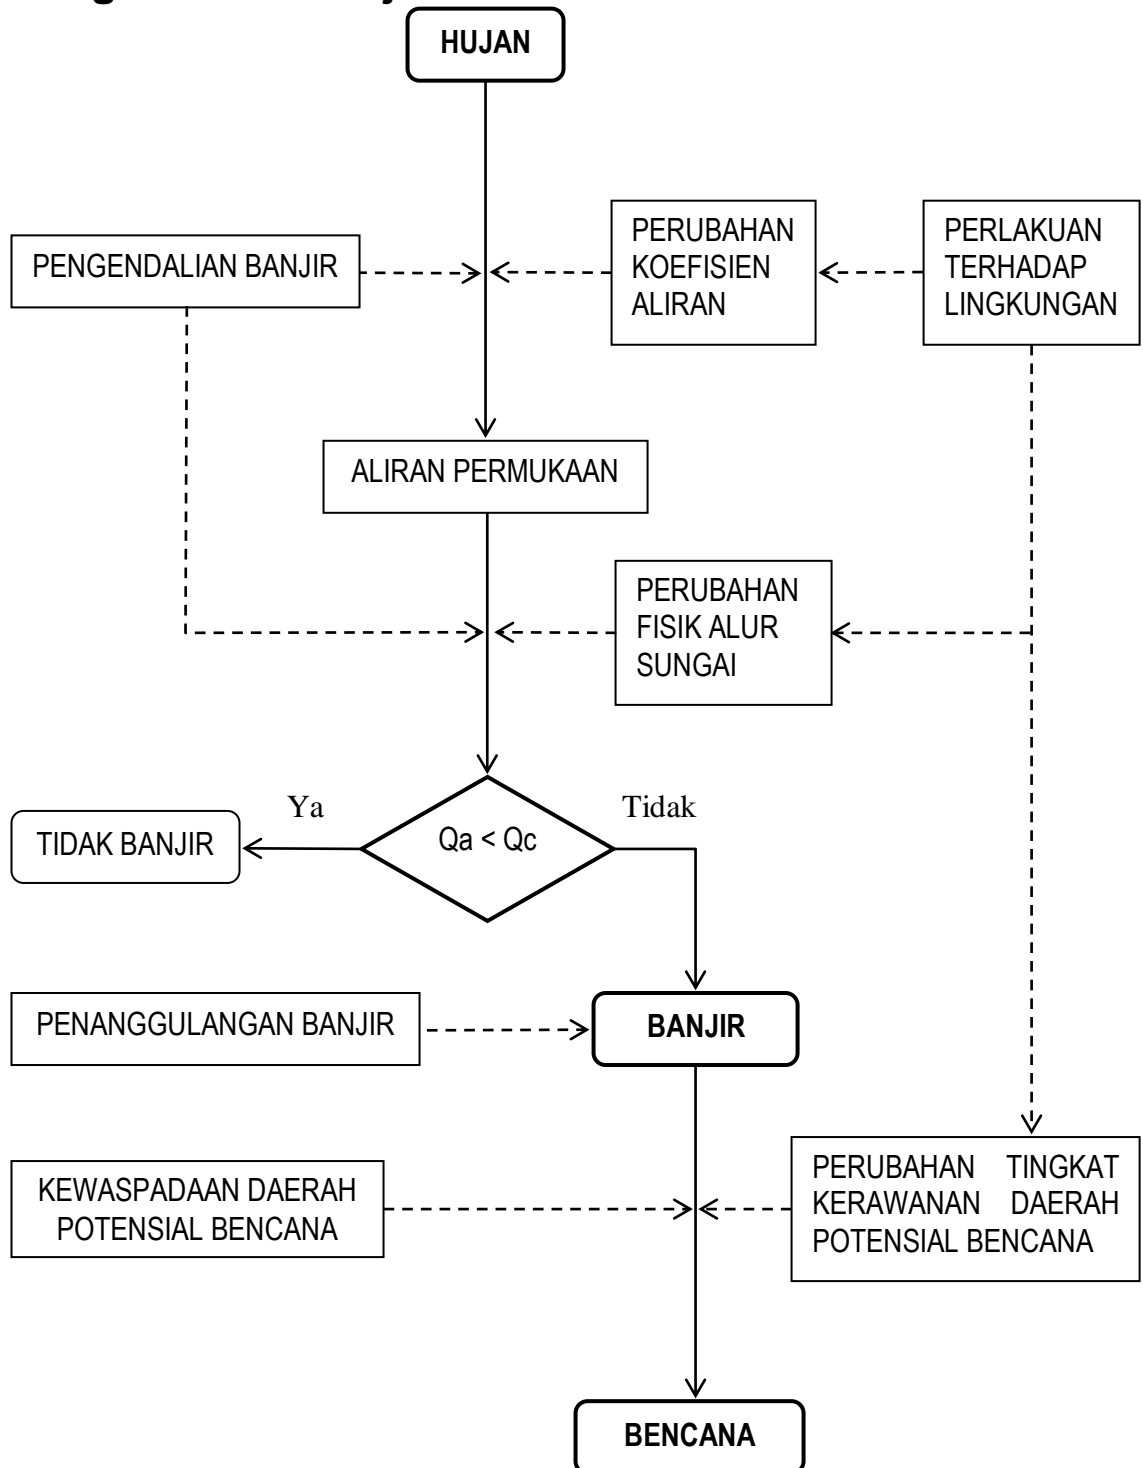 HUJAN
PENGENDALIAN BANJIR
PERUBAHAN
KOEFISIEN
ALIRAN
PERLAKUAN
TERHADAP
LINGKUNGAN
ALIRAN PERMUKAAN
PERUBAHAN
FISIK ALUR
SUNGAI
Ya
Tidak
TIDAK BANJIR
Qa < Qc
PENANGGULANGAN BANJIR
BANJIR
KEWASPADAAN DAERAH
POTENSIAL BENCANA
PERUBAHAN TINGKAT
KERAWANAN DAERAH
POTENSIAL BENCANA
BENCANA